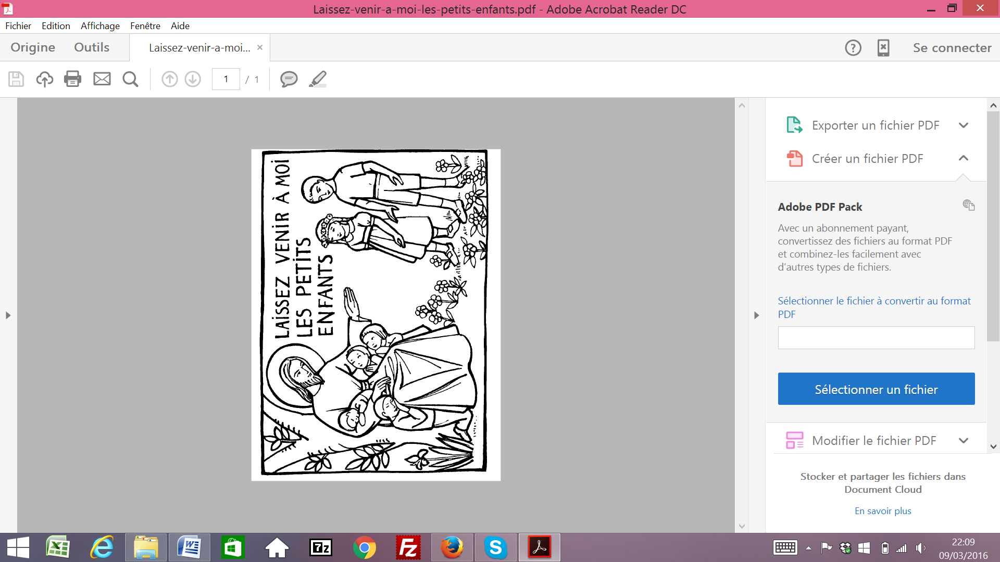 Laissez-venir-a-moi-les-petits-enfants.pdf - Adobe Acrobat Reader DC
Fichier Edition Affichage Fenêtre Aide
Origine Outils Laissez-venir-a-moi... × ? Se connecter
1 / 1
LAISSEZ VENIR À MOI
LES PETITS
ENFANTS
Exporter un fichier PDF
Créer un fichier PDF
Adobe PDF Pack
Avec un abonnement payant,
convertissez des fichiers au format PDF
et combinez-les facilement avec
d’autres types de fichiers.
Sélectionner le fichier à convertir au format
PDF
Sélectionner un fichier
Modifier le fichier PDF
Stocker et partager les fichiers dans
Document Cloud
En savoir plus
7z
Fz
S
22:09
09/03/2016